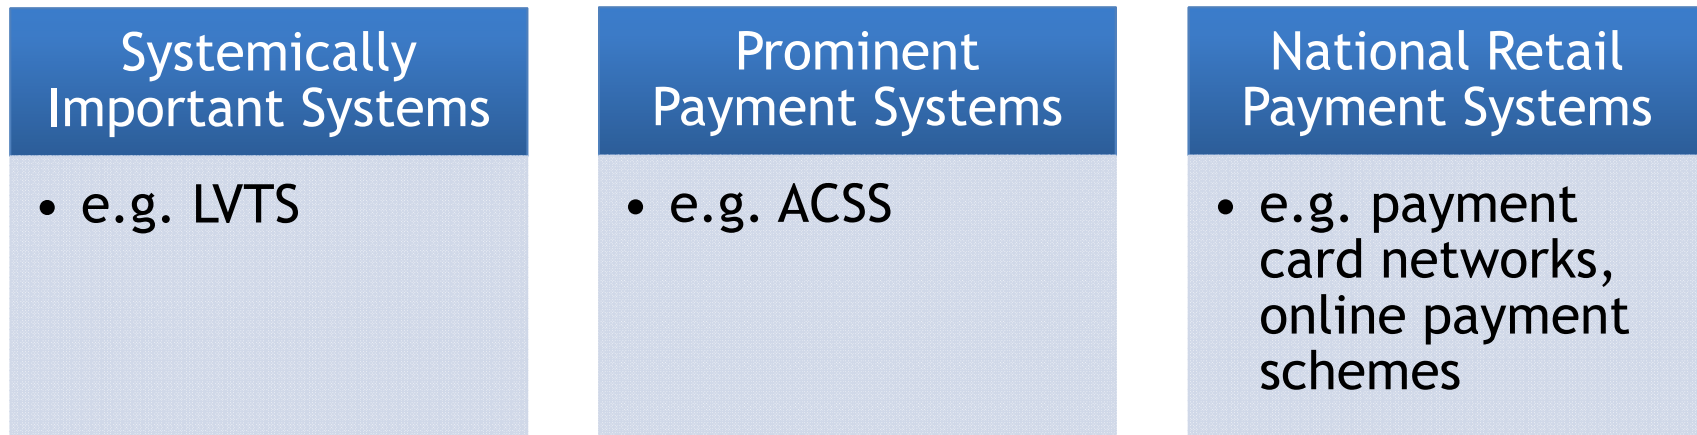 Systemically
Important Systems
• e.g. LVTS
Prominent
Payment Systems
• e.g. ACSS
National Retail
Payment Systems
• e.g. payment
card networks,
online payment
schemes